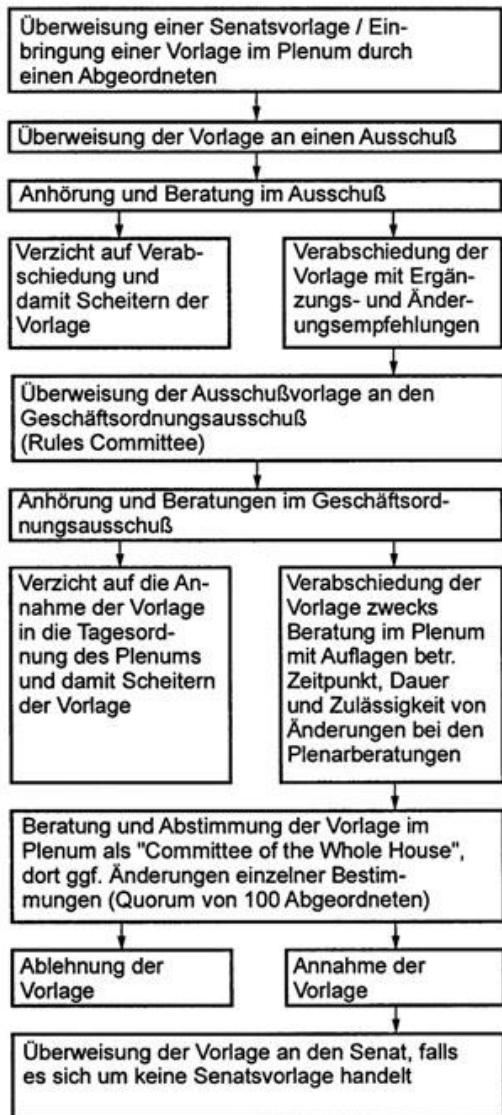 Überweisung einer Senatsvorlage / Ein-
bringung einer Vorlage im Plenum durch
einen Abgeordneten
Überweisung der Vorlage an einen Ausschuß
Anhörung und Beratung im Ausschuß
Verzicht auf Verab-
schiedung und
damit Scheitern der
Vorlage
Verabschiedung der
Vorlage mit Ergän-
zungs- und Änder-
ungsempfehlungen
Überweisung der Ausschußvorlage an den
Geschäftsordnungsausschuß
(Rules Committee)
Anhörung und Beratungen im Geschäftsord-
nungsausschuß
Verzicht auf die An-
nahme der Vorlage
in die Tagesord-
nung des Plenums
und damit Scheitern
der Vorlage
Verabschiedung der
Vorlage zwecks
Beratung im Plenum
mit Auflagen betr.
Zeitpunkt, Dauer
und Zulässigkeit von
Änderungen bei den
Plenarberatungen
Beratung und Abstimmung der Vorlage im
Plenum als "Committee of the Whole House",
dort ggf. Änderungen einzelner Bestim-
mungen (Quorum von 100 Abgeordneten)
Ablehnung der
Vorlage
Annahme der
Vorlage
Überweisung der Vorlage an den Senat, falls
es sich um keine Senatsvorlage handelt